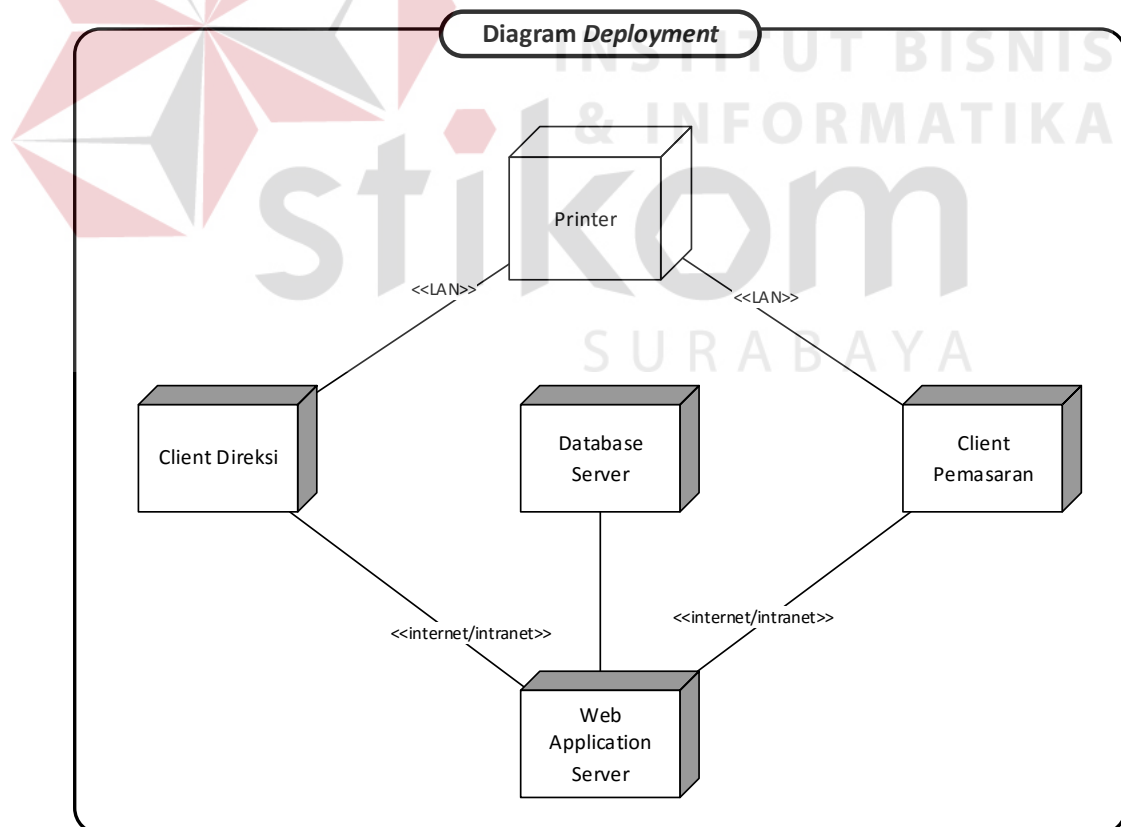 Diagram Deployment
INSTITUT BISNIS
& INFORMATIKA
stikom
SURABAYA
Printer
<<LAN>>
<<LAN>>
Client Direksi
Database
Server
Client
Pemasaran
<<internet/intranet>>
<<internet/intranet>>
Web
Application
Server